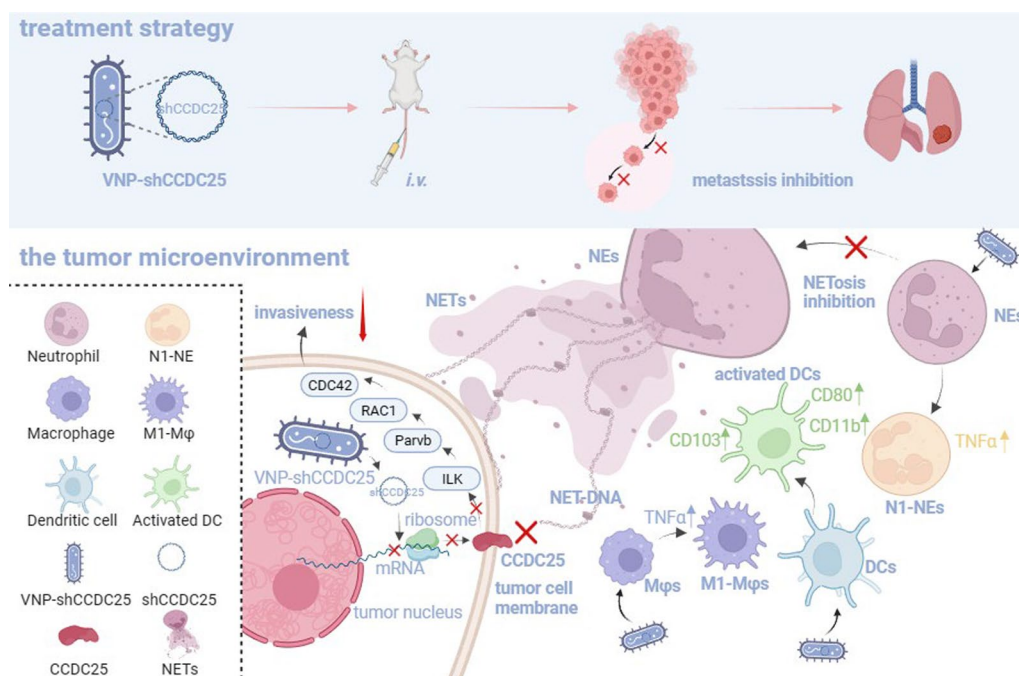 treatment strategy
shCCDC25
VNP-shCCDC25
i.v.
metastssis inhibition
the tumor microenvironment
Neutrophil
N1-NE
Macrophage
M1-Mφ
Dendritic cell
Activated DC
VNP-shCCDC25
shCCDC25
CCDC25
NETs
invasiveness
CDC42
RAC1
Parvb
ILK
VNP-shCCDC25
shCCDC25
ribosome
mRNA
tumor nucleus
CCDC25
tumor cell
membrane
NETs
NEs
NET-DNA
NETosis
inhibition
NEs
activated DCs
CD80
CD11b
CD103
TNFα
N1-NEs
TNFα
Mφs
M1-Mφs
DCs